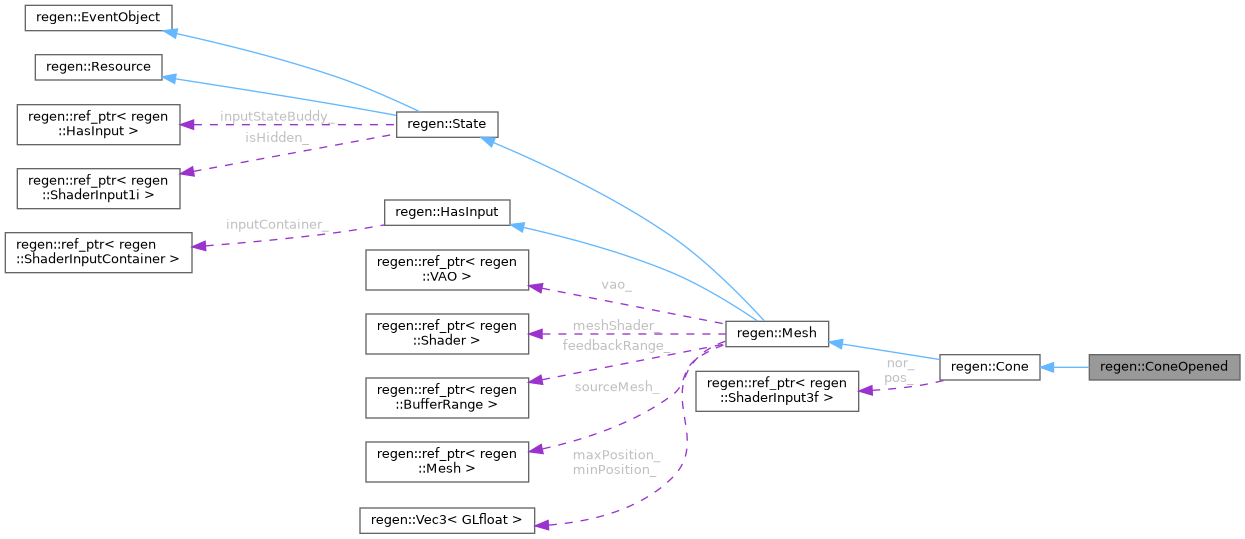 regen::EventObject
regen::Resource
regen::ref_ptr< regen
::HasInput >
inputStateBuddy_
isHidden_
regen::State
regen::ref_ptr< regen
::ShaderInput1i >
regen::HasInput
inputContainer_
regen::ref_ptr< regen
::ShaderInputContainer >
regen::ref_ptr< regen
::VAO >
vao_
regen::ref_ptr< regen
::Shader >
meshShader_
feedbackRange_
regen::Mesh
regen::ref_ptr< regen
::BufferRange >
sourceMesh_
regen::ref_ptr< regen
::ShaderInput3f >
nor_
pos_
regen::Cone
regen::ConeOpened
regen::ref_ptr< regen
::Mesh >
maxPosition_
minPosition_
regen::Vec3< GLfloat >